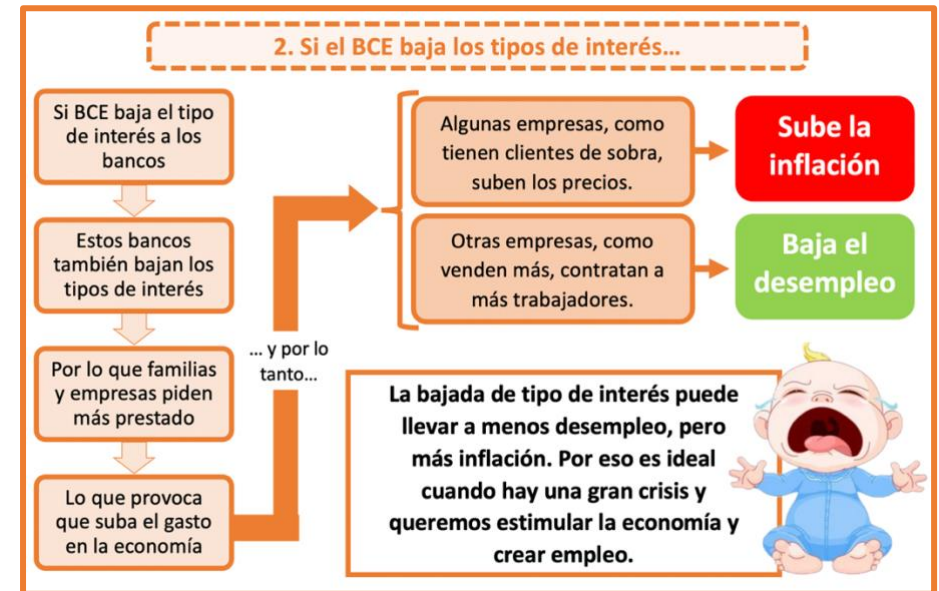 2. Si el BCE baja los tipos de interés...
Si BCE baja el tipo
de interés a los
bancos
Estos bancos
también bajan los
tipos de interés
Por lo que familias
y empresas piden
más prestado
Lo que provoca
que suba el gasto
en la economía
... y por lo
tanto...
Algunas empresas, como
tienen clientes de sobra,
suben los precios.
Sube la
inflación
Otras empresas, como
venden más, contratan a
más trabajadores.
Baja el
desempleo
La bajada de tipo de interés puede
llevar a menos desempleo, pero
más inflación. Por eso es ideal
cuando hay una gran crisis y
queremos estimular la economía y
crear empleo.